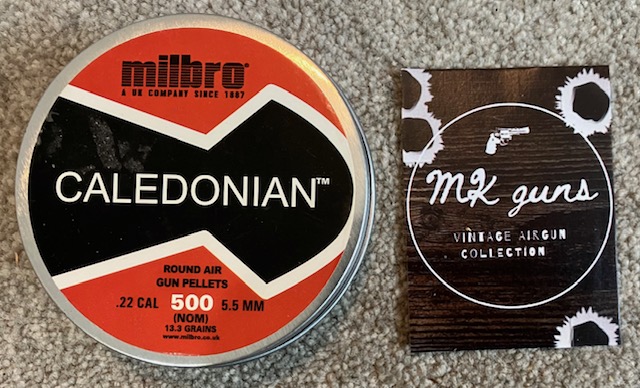 milbro®
A UK COMPANY SINCE 1887
CALEDONIAN™
ROUND AIR
GUN PELLETS
.22 CAL 500 5.5 MM
(NOM)
13.3 GRAINS
www.milbro.co.uk
MK guns
VINTAGE AIRGUN
COLLECTION